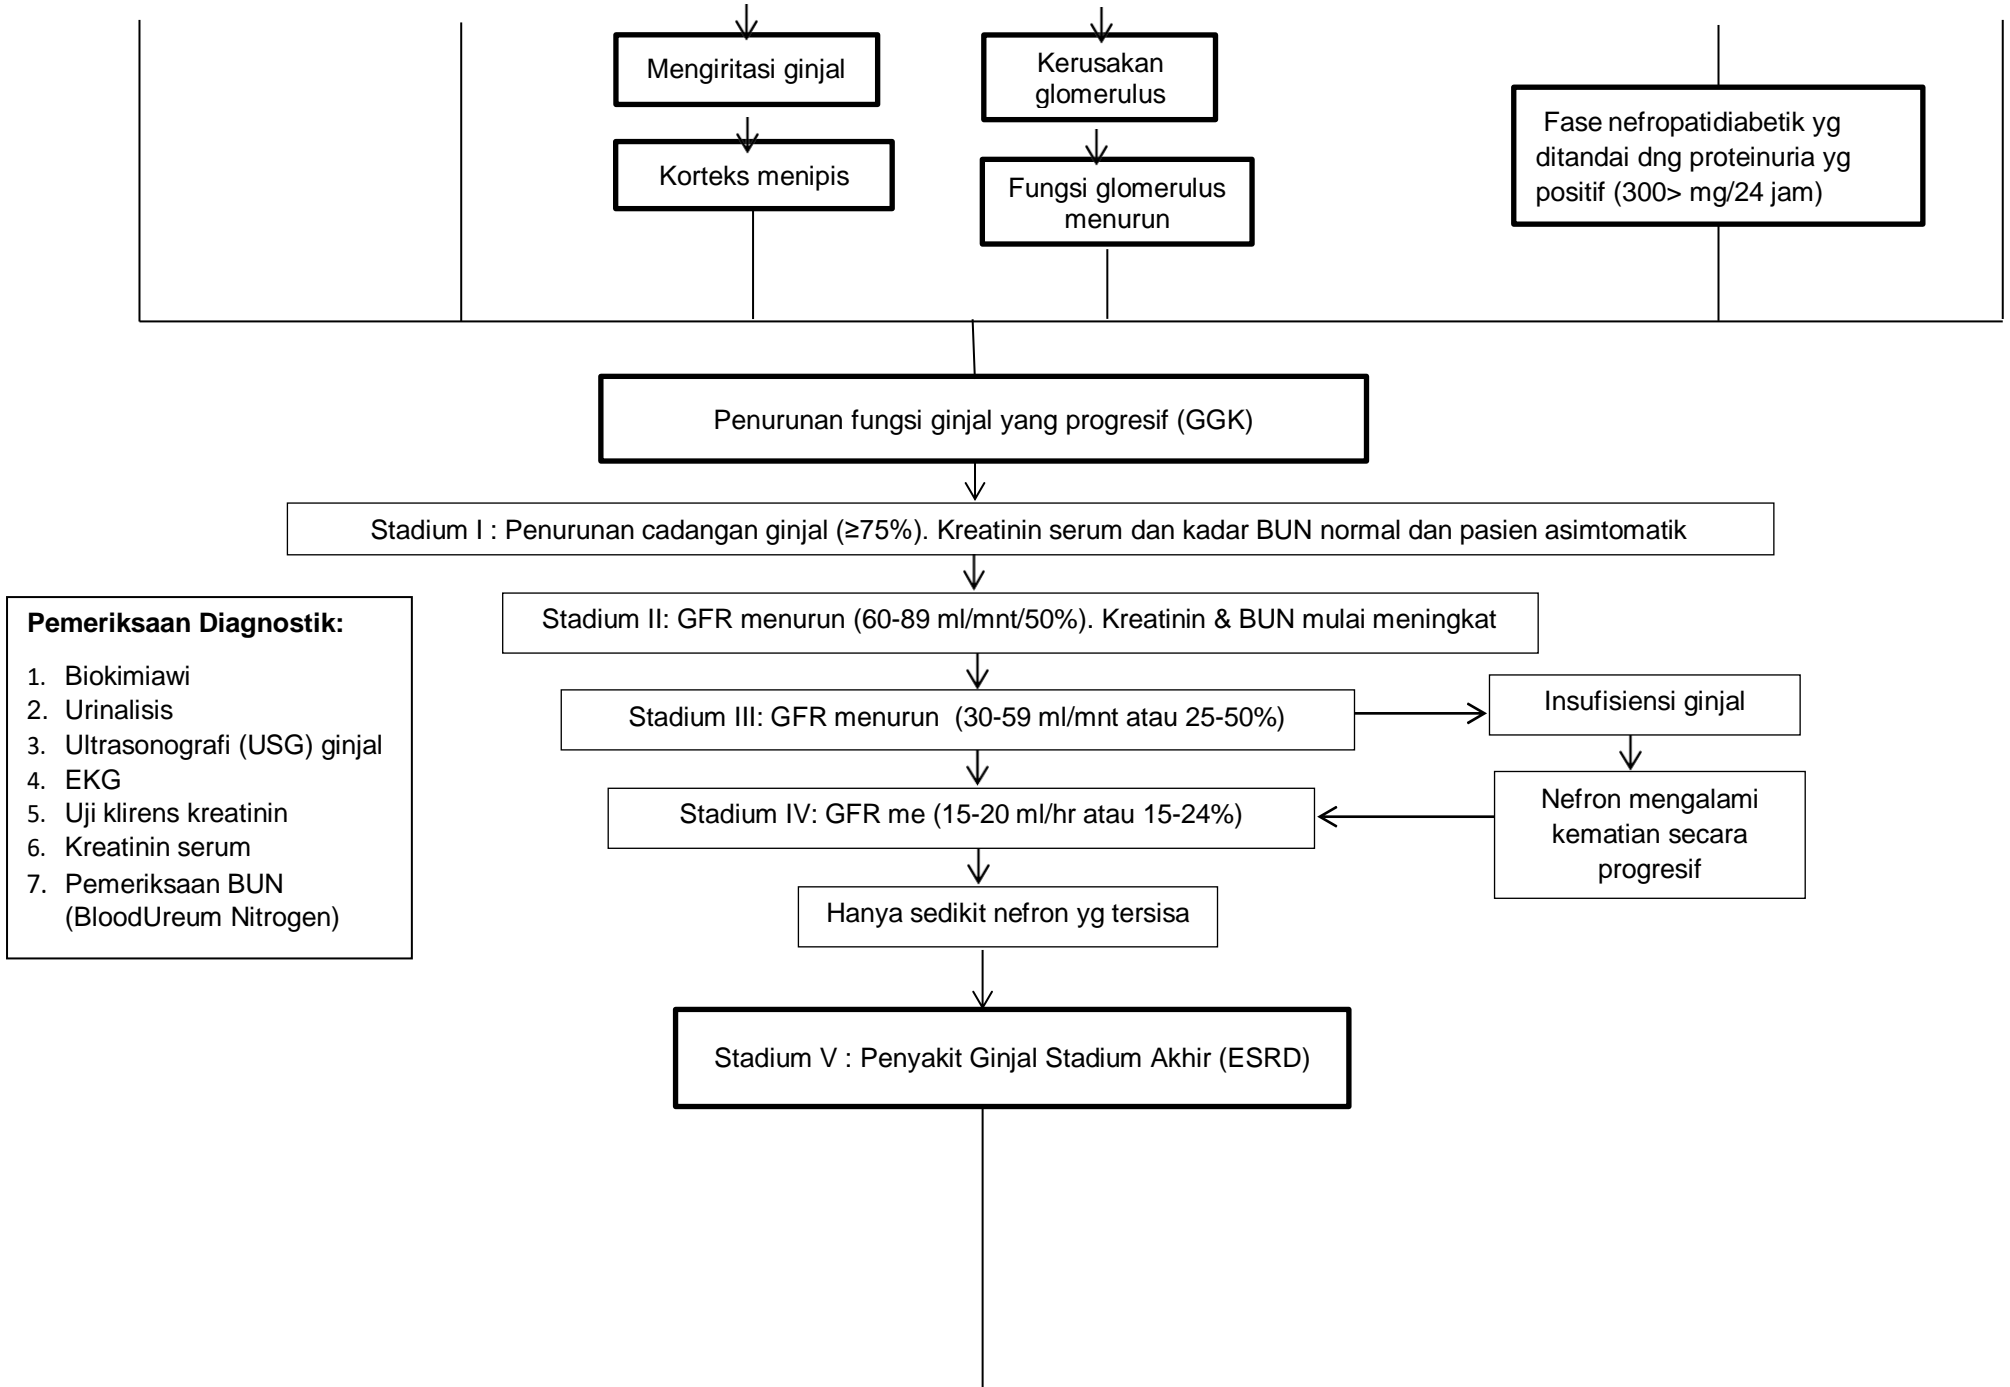 Mengiritasi ginjal
Kerusakan
glomerulus
Korteks menipis
Fungsi glomerulus
menurun
Fase nefropatidiabetik yg
ditandai dng proteinuria yg
positif (300> mg/24 jam)
Penurunan fungsi ginjal yang progresif (GGK)
Stadium I : Penurunan cadangan ginjal (≥75%). Kreatinin serum dan kadar BUN normal dan pasien asimtomatik
Stadium II: GFR menurun (60-89 ml/mnt/50%). Kreatinin & BUN mulai meningkat
Pemeriksaan Diagnostik:
1. Biokimiawi
2. Urinalisis
3. Ultrasonografi (USG) ginjal
4. EKG
5. Uji klirens kreatinin
6. Kreatinin serum
7. Pemeriksaan BUN
(BloodUreum Nitrogen)
Stadium III: GFR menurun (30-59 ml/mnt atau 25-50%)
Insufisiensi ginjal
Nefron mengalami
kematian secara
progresif
Stadium IV: GFR me (15-20 ml/hr atau 15-24%)
Hanya sedikit nefron yg tersisa
Stadium V : Penyakit Ginjal Stadium Akhir (ESRD)